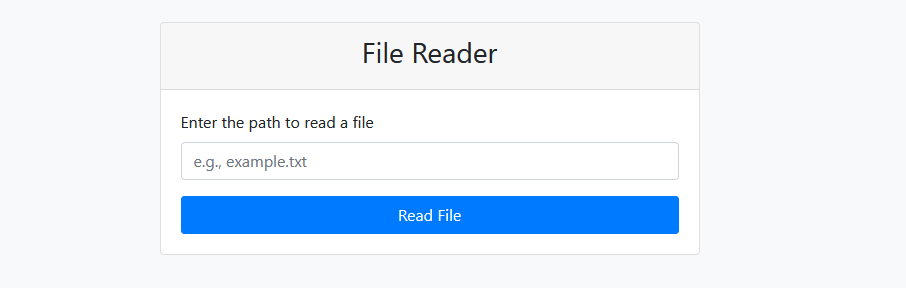 File Reader
Enter the path to read a file
e.g., example.txt
Read File